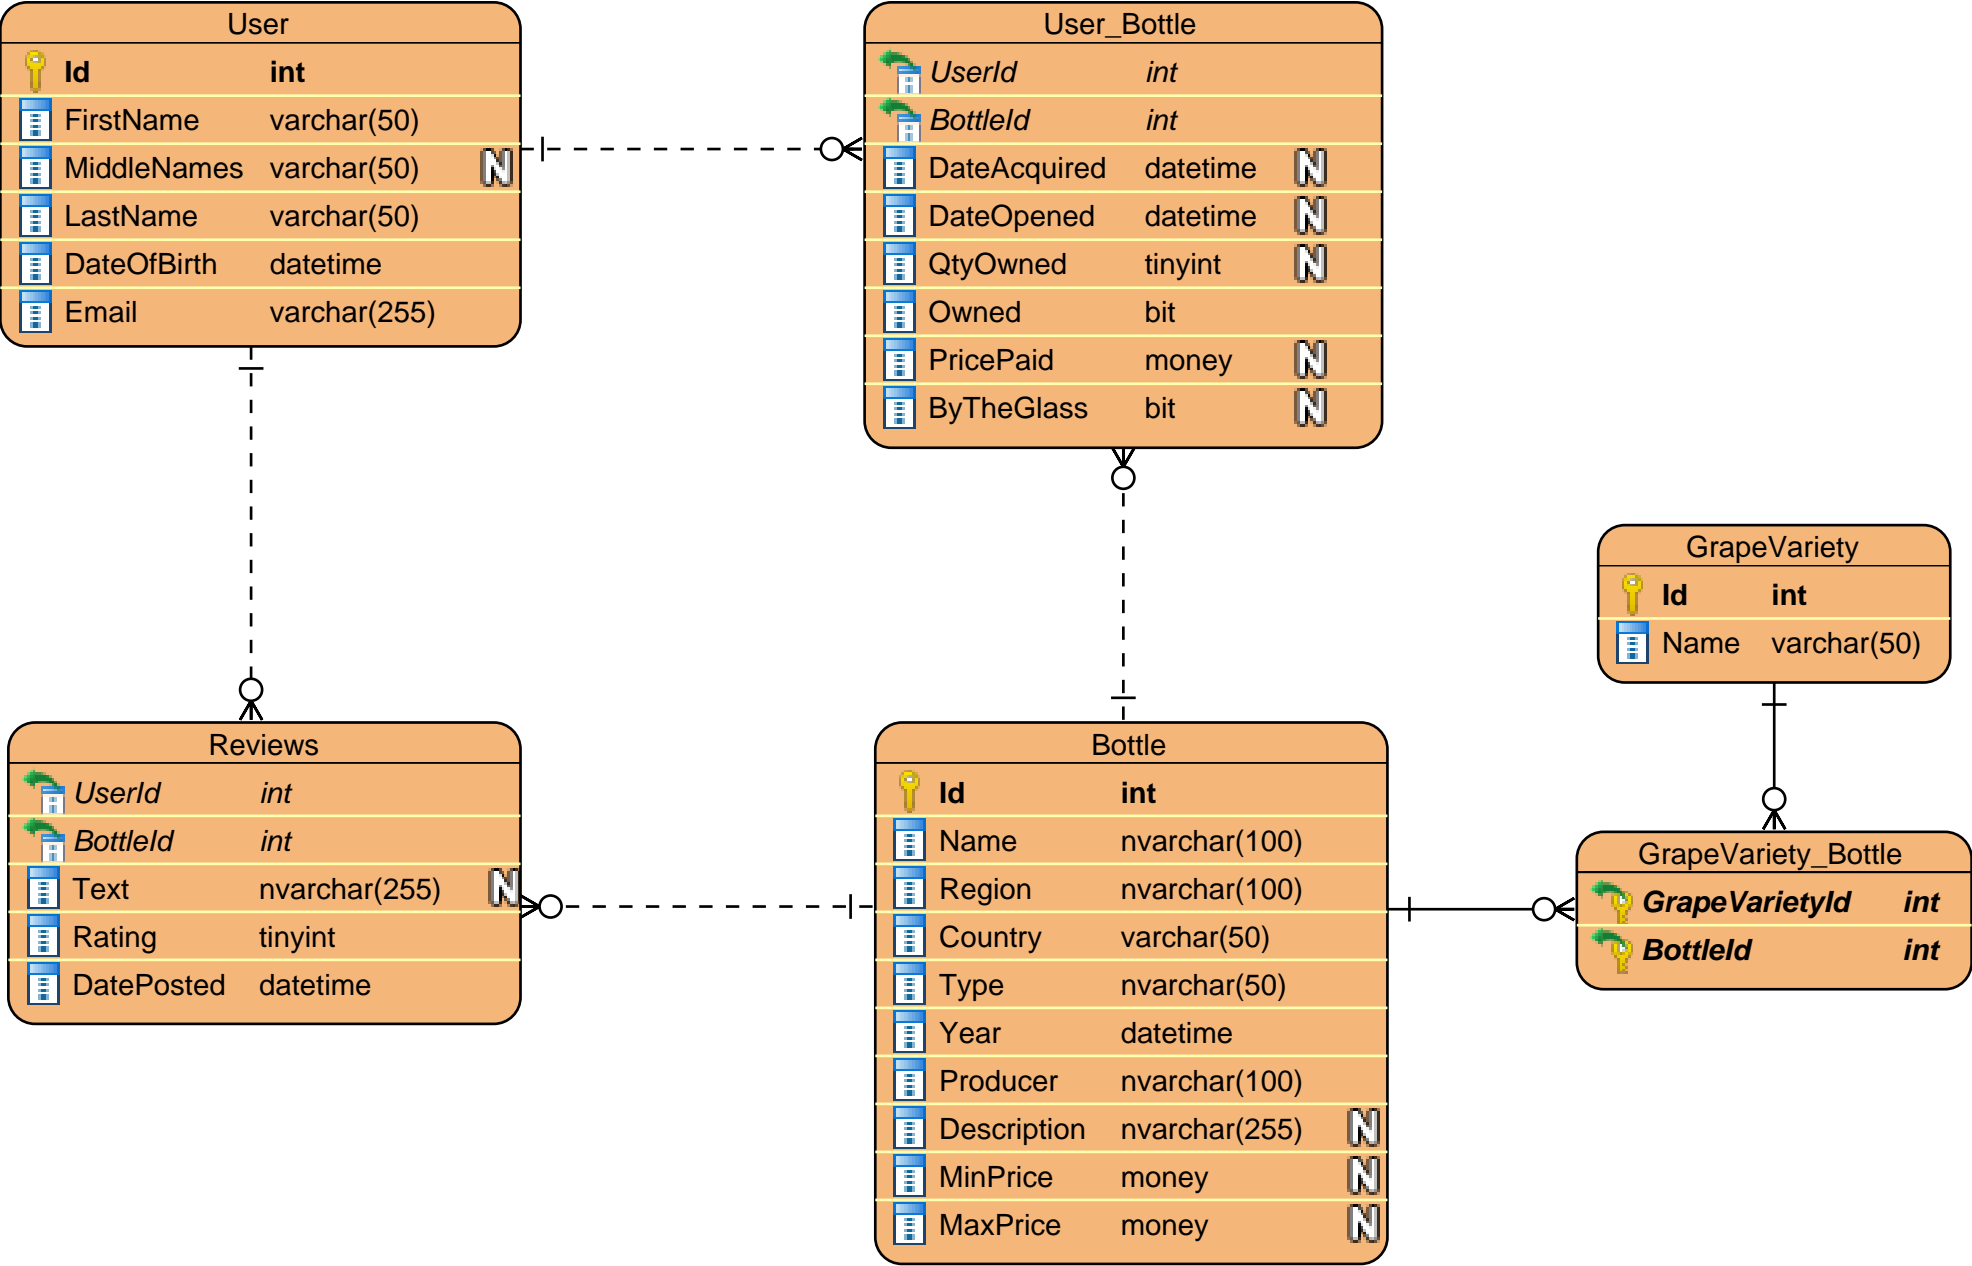 User
Id int
FirstName varchar(50)
MiddleNames varchar(50) N
LastName varchar(50)
DateOfBirth datetime
Email varchar(255)
User_Bottle
UserId int
BottleId int
DateAcquired datetime N
DateOpened datetime N
QtyOwned tinyint N
Owned bit
PricePaid money N
ByTheGlass bit N
GrapeVariety
Id int
Name varchar(50)
Reviews
UserId int
BottleId int
Text nvarchar(255) N
Rating tinyint
DatePosted datetime
Bottle
Id int
Name nvarchar(100)
Region nvarchar(100)
Country varchar(50)
Type nvarchar(50)
Year datetime
Producer nvarchar(100)
Description nvarchar(255) N
MinPrice money N
MaxPrice money N
GrapeVariety_Bottle
GrapeVarietyId int
BottleId int